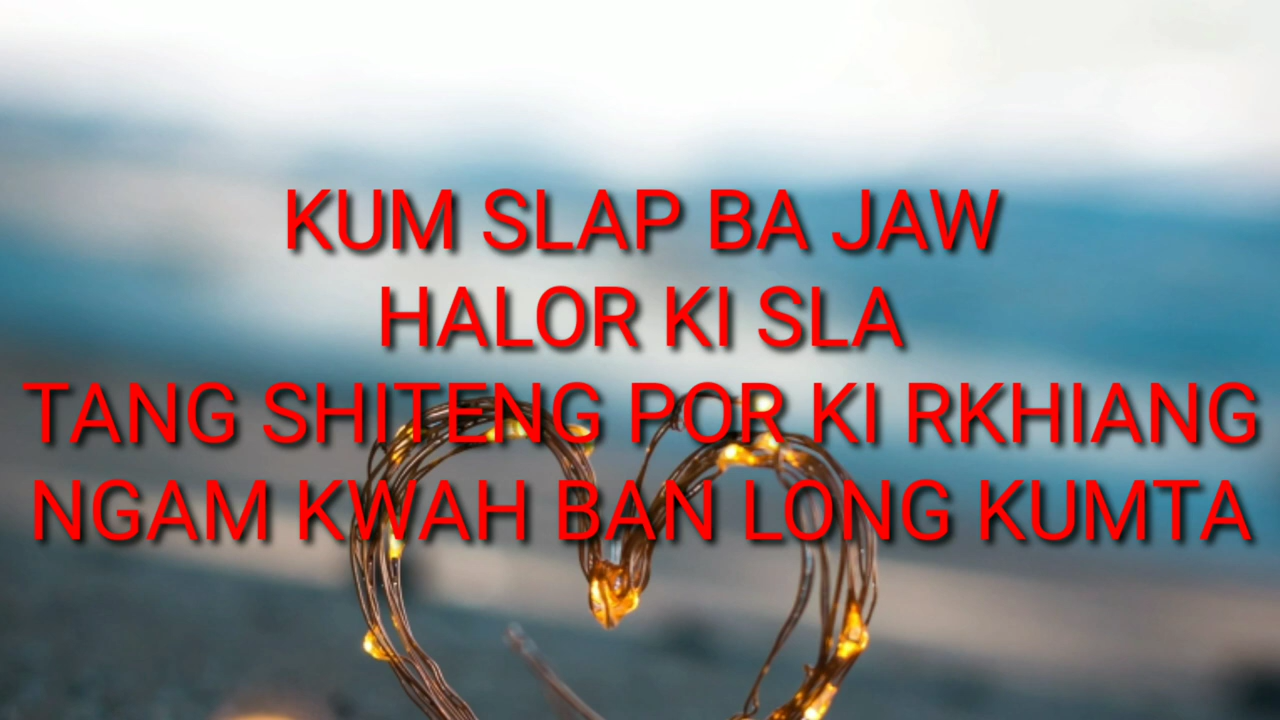 KUM SLAP BA JAW
HALOR KI SLA
TANG SHITENG POR KI RKHIANG
NGAM KWAH BAN LONG KUMTA